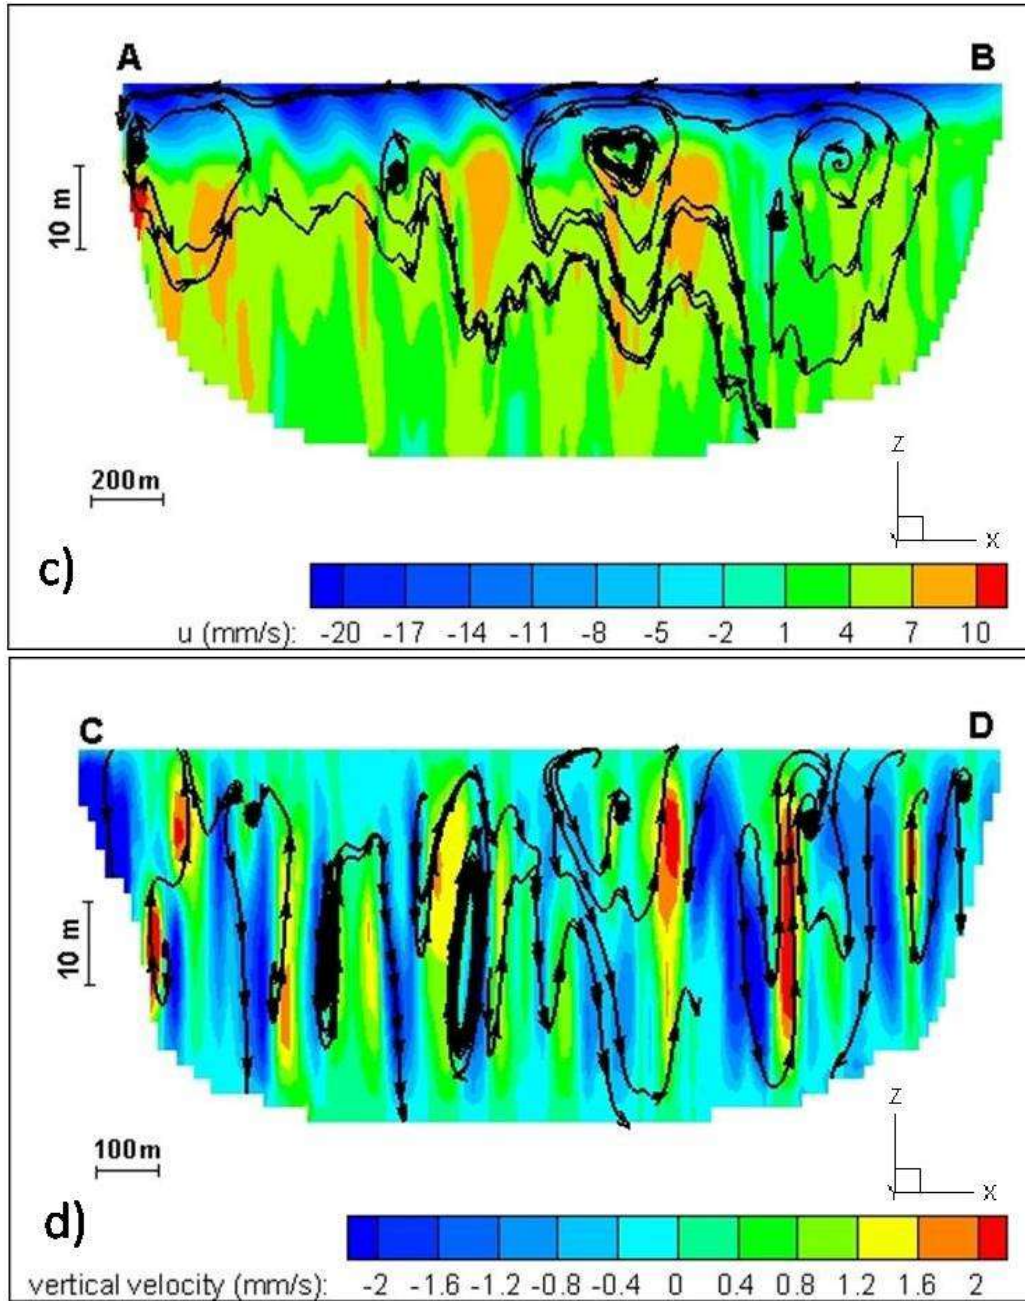 A B
10 m
200m
Z
Y X
c)
u (mm/s): -20 -17 -14 -11 -8 -5 -2 1 4 7 10
C D
10 m
100m
Z
Y X
d)
vertical velocity (mm/s): -2 -1.6 -1.2 -0.8 -0.4 0 0.4 0.8 1.2 1.6 2